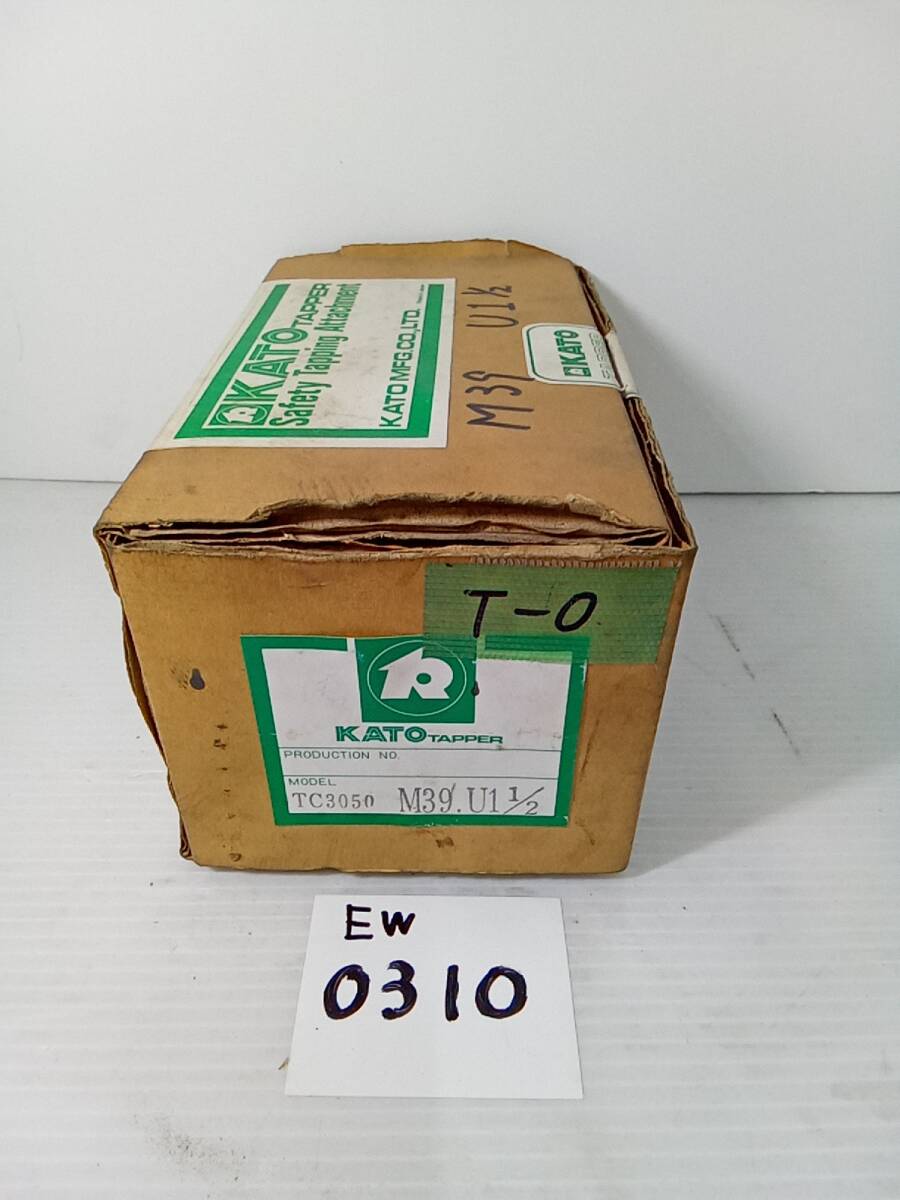 KATO TAPPER
Safety Tapping Attachment
KATO MFG.CO.,LTD.
M39 U1½
KATO
T-0
KATO TAPPER
PRODUCTION NO.
MODEL
TC3050 M39.U1½
EW
0310